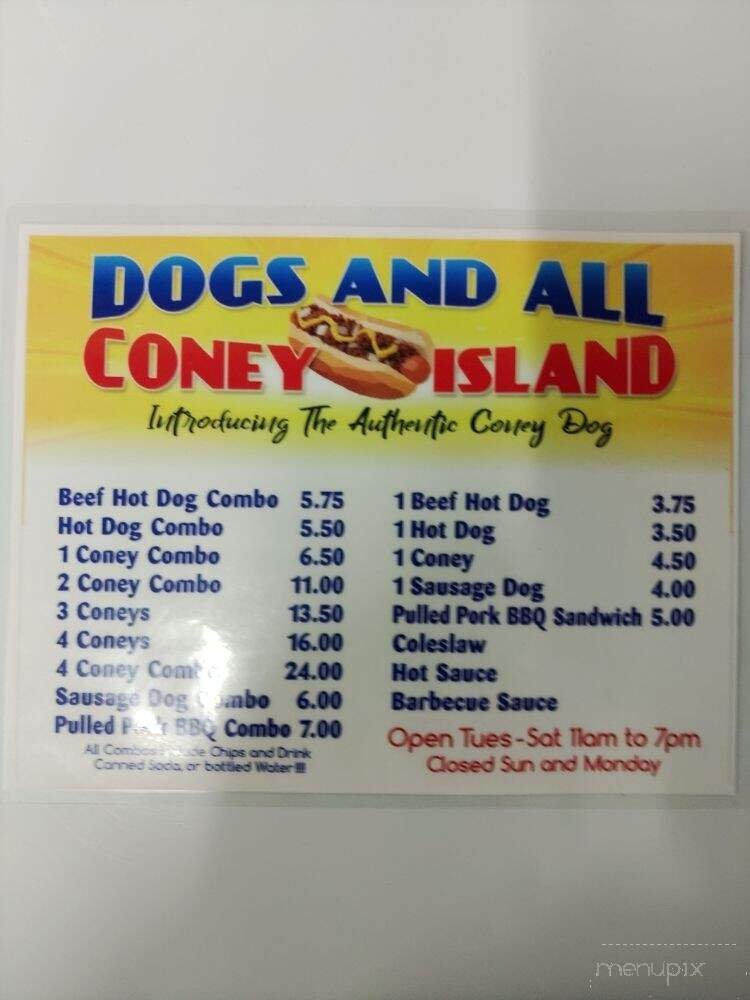 DOGS AND ALL
CONEY ISLAND
Introducing The Authentic Coney Dog
Beef Hot Dog Combo 5.75
Hot Dog Combo 5.50
1 Coney Combo 6.50
2 Coney Combo 11.00
3 Coneys 13.50
4 Coneys 16.00
4 Coney Combo 24.00
Sausage Dog Combo 6.00
Pulled Pork BBQ Combo 7.00
All Combos include Chips and Drink
Canned Soda, or bottled Water!!!
1 Beef Hot Dog 3.75
1 Hot Dog 3.50
1 Coney 4.50
1 Sausage Dog 4.00
Pulled Pork BBQ Sandwich 5.00
Coleslaw
Hot Sauce
Barbecue Sauce
Open Tues-Sat 11am to 7pm
Closed Sun and Monday
menupix